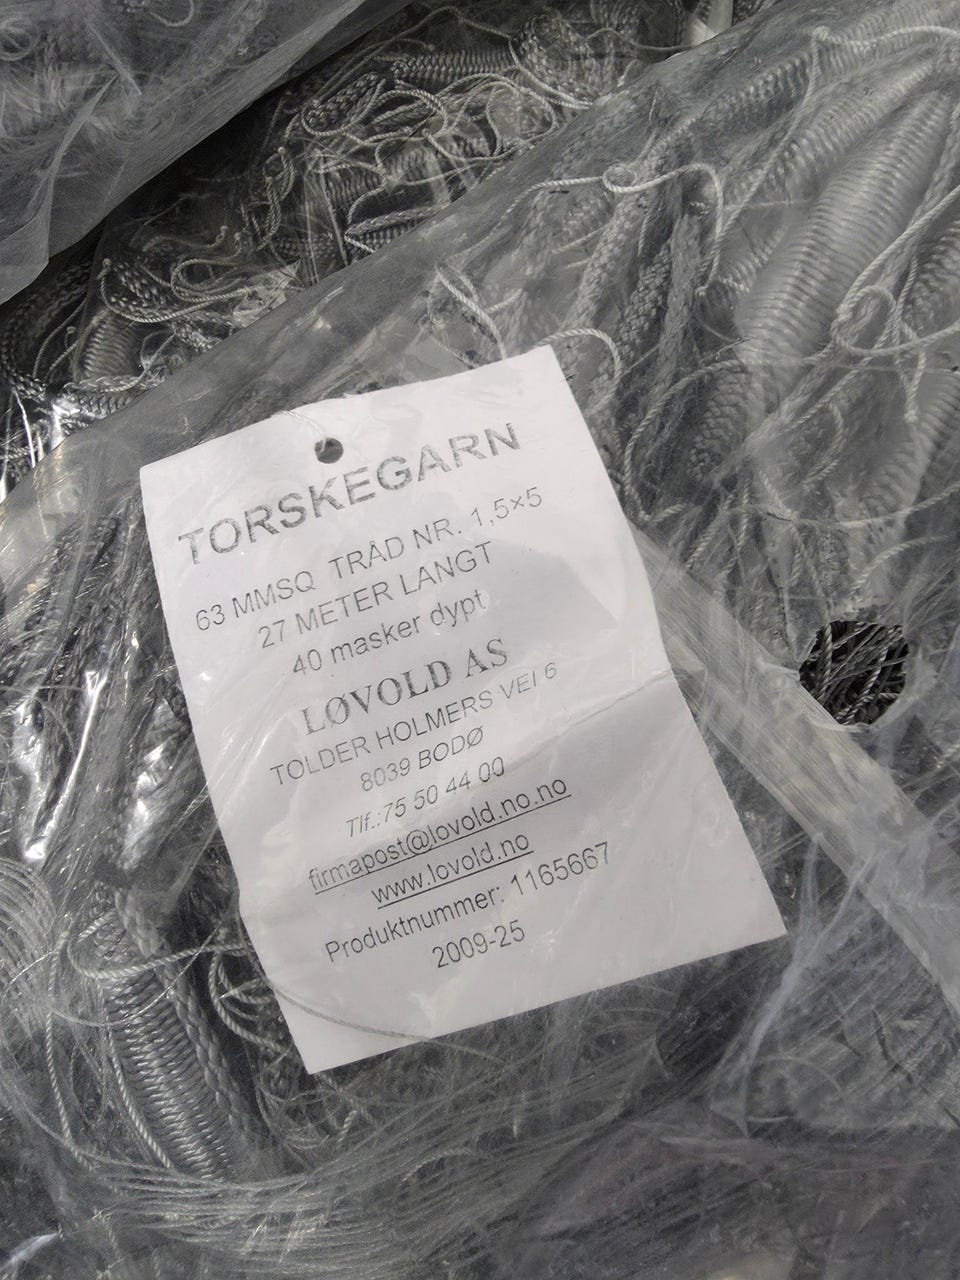 TORSKEGARN
63 MMSQ TRÅD NR. 1,5×5
27 METER LANGT
40 masker dypt
LØVOLD AS
TOLDER HOLMERS VEI 6
8039 BODØ
Tlf.:75 50 44 00
firmapost@lovold.no.no
www.lovold.no
Produktnummer: 1165667
2009-25